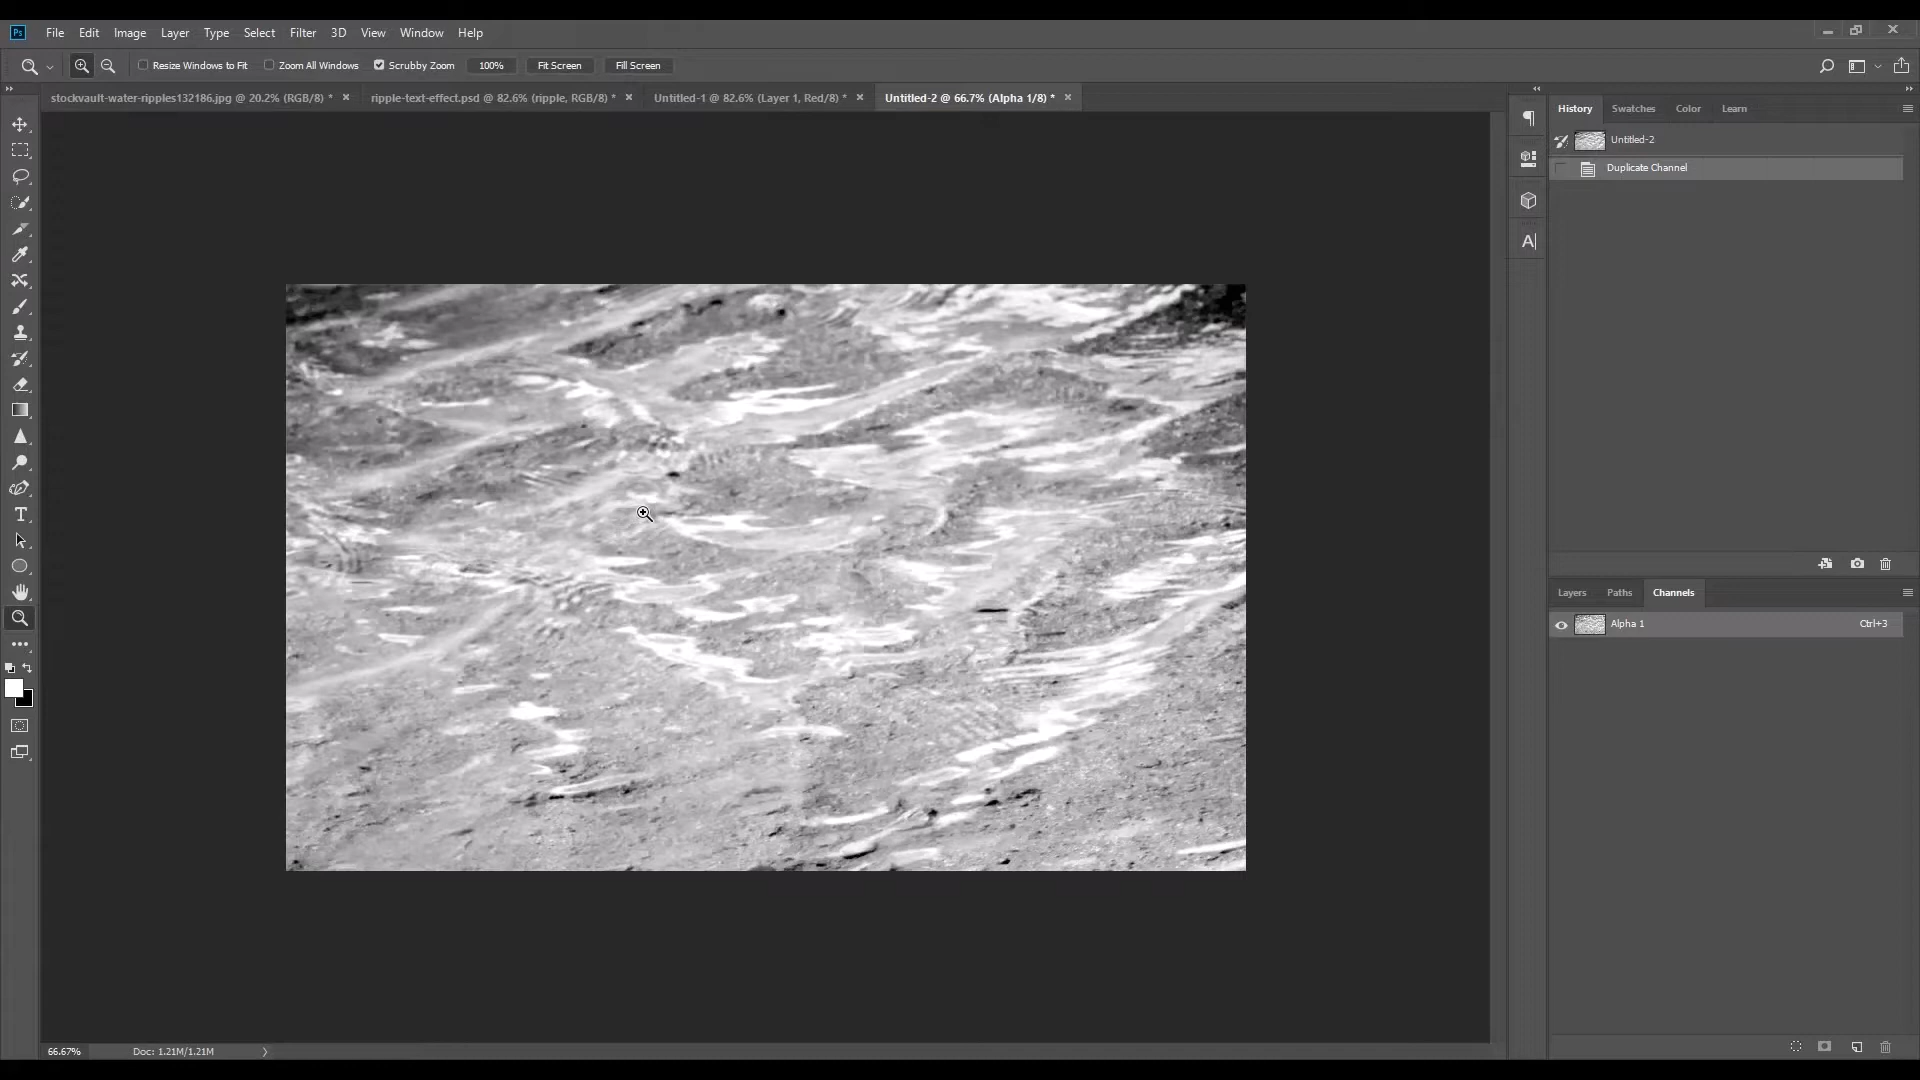 Ps File Edit Image Layer Type Select Filter 3D View Window Help
Resize Windows to Fit Zoom All Windows Scrubby Zoom 100% Fit Screen Fill Screen
stockvault-water-ripples132186.jpg @ 20.2% (RGB/8) * ripple-text-effect.psd @ 82.6% (ripple, RGB/8) * Untitled-1 @ 82.6% (Layer 1, Red/8) * Untitled-2 @ 66.7% (Alpha 1/8) *
History Swatches Color Learn
Untitled-2
Duplicate Channel
Layers Paths Channels
Alpha 1 Ctrl+3
66.67% Doc: 1.21M/1.21M